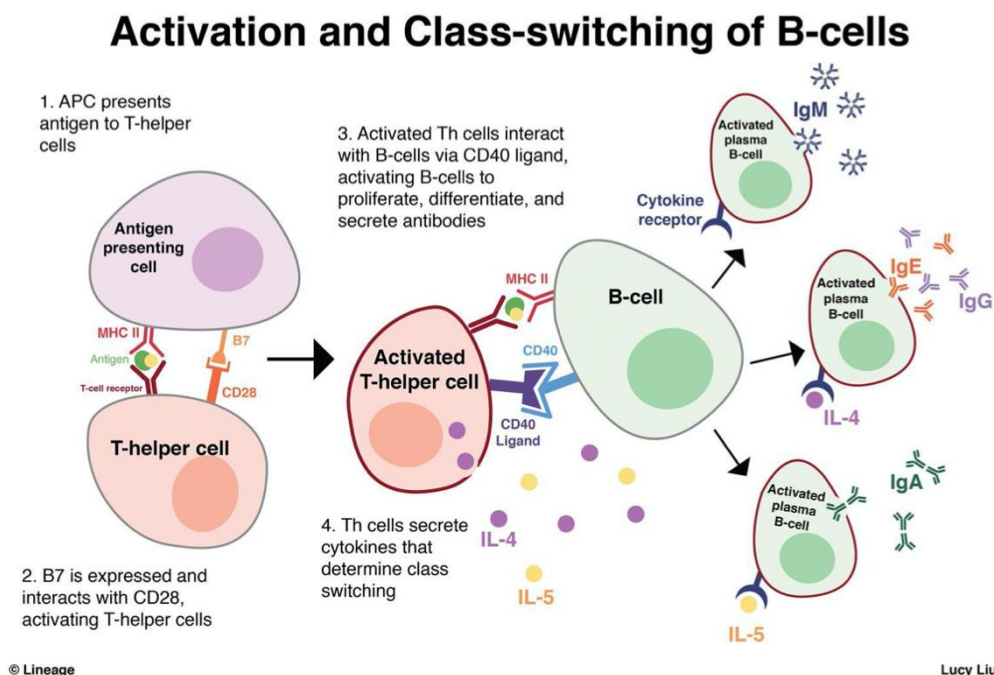 Activation and Class-switching of B-cells
1. APC presents
antigen to T-helper
cells
Antigen
presenting
cell
MHC II
B7
Antigen
T-cell receptor
CD28
T-helper cell
2. B7 is expressed and
interacts with CD28,
activating T-helper cells
3. Activated Th cells interact
with B-cells via CD40 ligand,
activating B-cells to
proliferate, differentiate, and
secrete antibodies
MHC II
B-cell
Activated
T-helper cell
CD40
CD40
Ligand
4. Th cells secrete
cytokines that
determine class
switching
IL-4
IL-5
Activated
plasma
B-cell
IgM
Cytokine
receptor
Activated
plasma
B-cell
IgE
IgG
IL-4
Activated
plasma
B-cell
IgA
IL-5
© Lineage
Lucy Liu